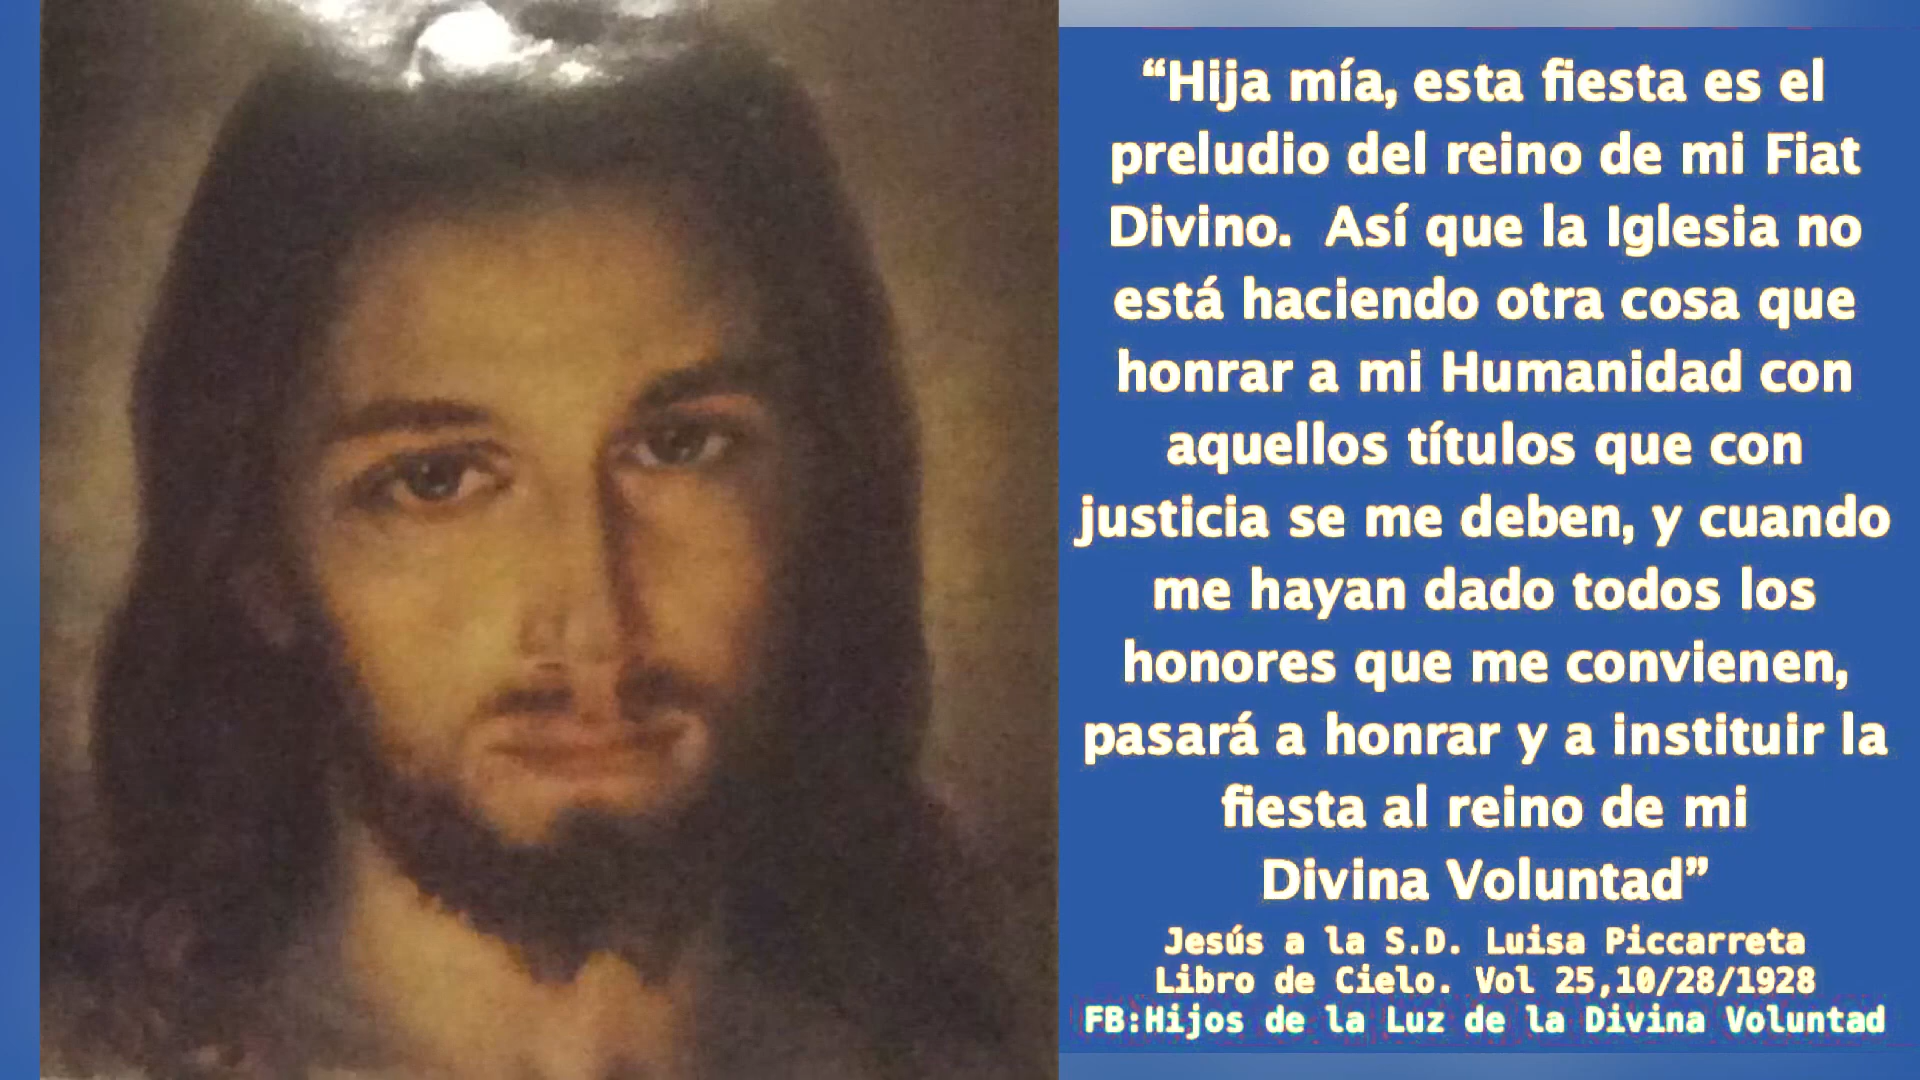 “Hija mía, esta fiesta es el
preludio del reino de mi Fiat
Divino.  Así que la Iglesia no
está haciendo otra cosa que
honrar a mi Humanidad con
aquellos títulos que con
justicia se me deben, y cuando
me hayan dado todos los
honores que me convienen,
pasará a honrar y a instituir la
fiesta al reino de mi
Divina Voluntad”
Jesús a la S.D. Luisa Piccarreta
Libro de Cielo. Vol 25,10/28/1928
FB:Hijos de la Luz de la Divina Voluntad